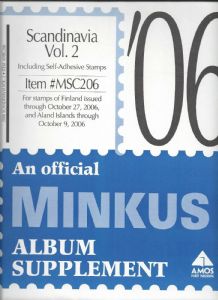 Scandinavia
Vol. 2
Including Self-Adhesive Stamps
Item #MSC206
For stamps of Finland issued
through October 27, 2006,
and Aland Islands through
October 9, 2006
'06
An official
MINKUS
ALBUM
SUPPLEMENT
AMOS